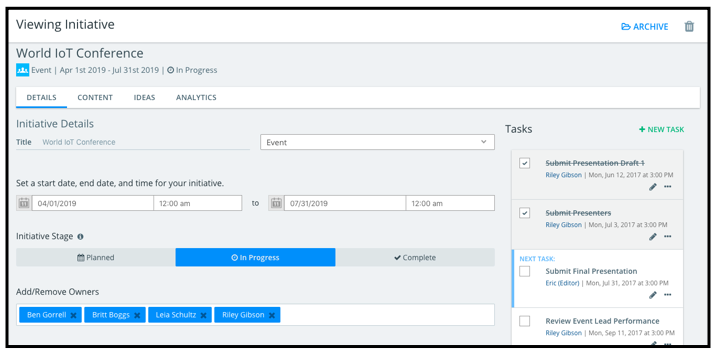 Viewing Initiative
ARCHIVE
World IoT Conference
Event | Apr 1st 2019 - Jul 31st 2019 | In Progress
DETAILS CONTENT IDEAS ANALYTICS
Initiative Details
Title World IoT Conference
Event
Set a start date, end date, and time for your initiative.
04/01/2019 12:00 am to 07/31/2019 12:00 am
Initiative Stage
Planned In Progress Complete
Add/Remove Owners
Ben Gorrell Britt Boggs Leia Schultz Riley Gibson
Tasks
+ NEW TASK
Submit Presentation Draft 1
Riley Gibson | Mon, Jun 12, 2017 at 3:00 PM
Submit Presenters
Riley Gibson | Mon, Jul 3, 2017 at 3:00 PM
NEXT TASK:
Submit Final Presentation
Eric (Editor) | Mon, Jul 31, 2017 at 3:00 PM
Review Event Lead Performance
Riley Gibson | Mon, Sep 11, 2017 at 3:00 PM